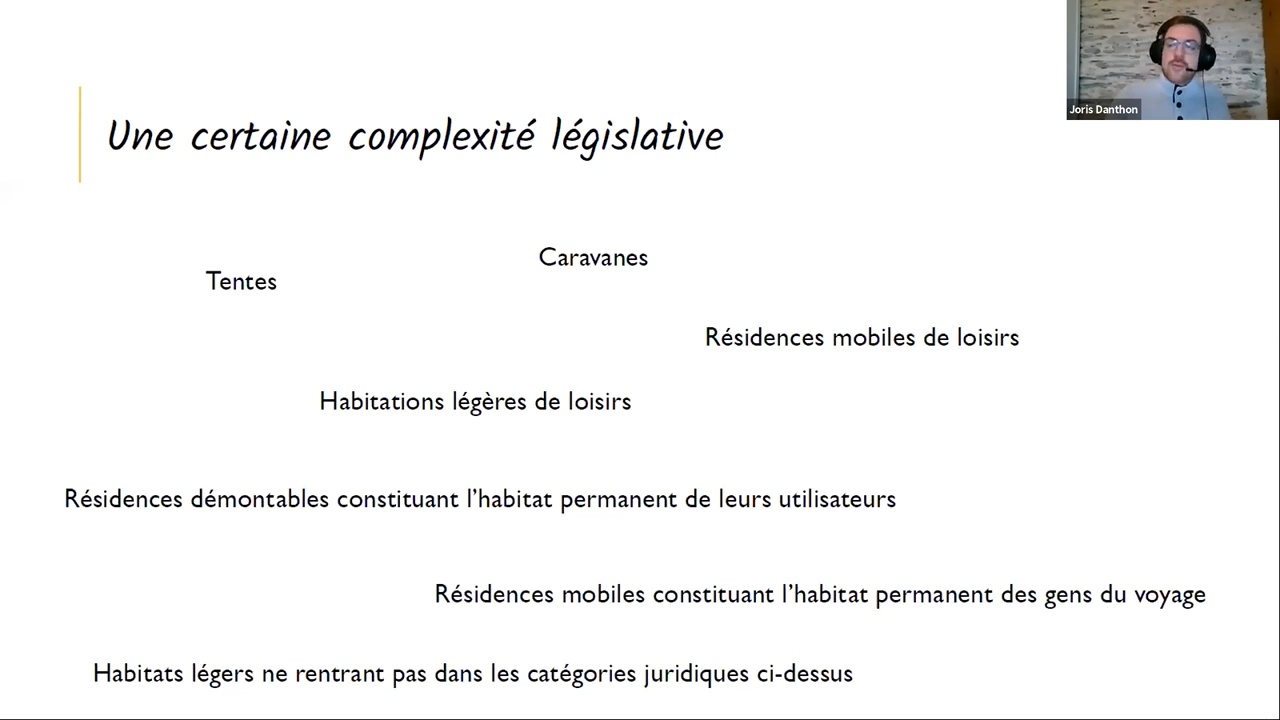 Joris Danthon
Une certaine complexité législative
Caravanes
Tentes
Résidences mobiles de loisirs
Habitations légères de loisirs
Résidences démontables constituant l’habitat permanent de leurs utilisateurs
Résidences mobiles constituant l’habitat permanent des gens du voyage
Habitats légers ne rentrant pas dans les catégories juridiques ci-dessus